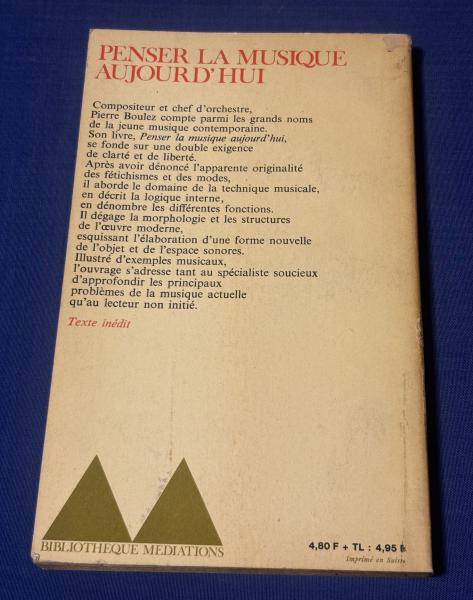 PENSER LA MUSIQUE
AUJOURD'HUI
Compositeur et chef d'orchestre,
Pierre Boulez compte parmi les grands noms
de la jeune musique contemporaine.
Son livre, Penser la musique aujourd'hui,
se fonde sur une double exigence
de clarté et de liberté.
Après avoir dénoncé l'apparente originalité
des fétichismes et des modes,
il aborde le domaine de la technique musicale,
en décrit la logique interne,
en dénombre les différentes fonctions.
Il dégage la morphologie et les structures
de l'œuvre moderne,
esquissant l'élaboration d'une forme nouvelle
de l'objet et de l'espace sonores.
Illustré d'exemples musicaux,
l'ouvrage s'adresse tant au spécialiste soucieux
d'approfondir les principaux
problèmes de la musique actuelle
qu'au lecteur non initié.
Texte inédit
BIBLIOTHEQUE MEDIATIONS
4,80 F + TL : 4,95 F
Imprimé en Suisse